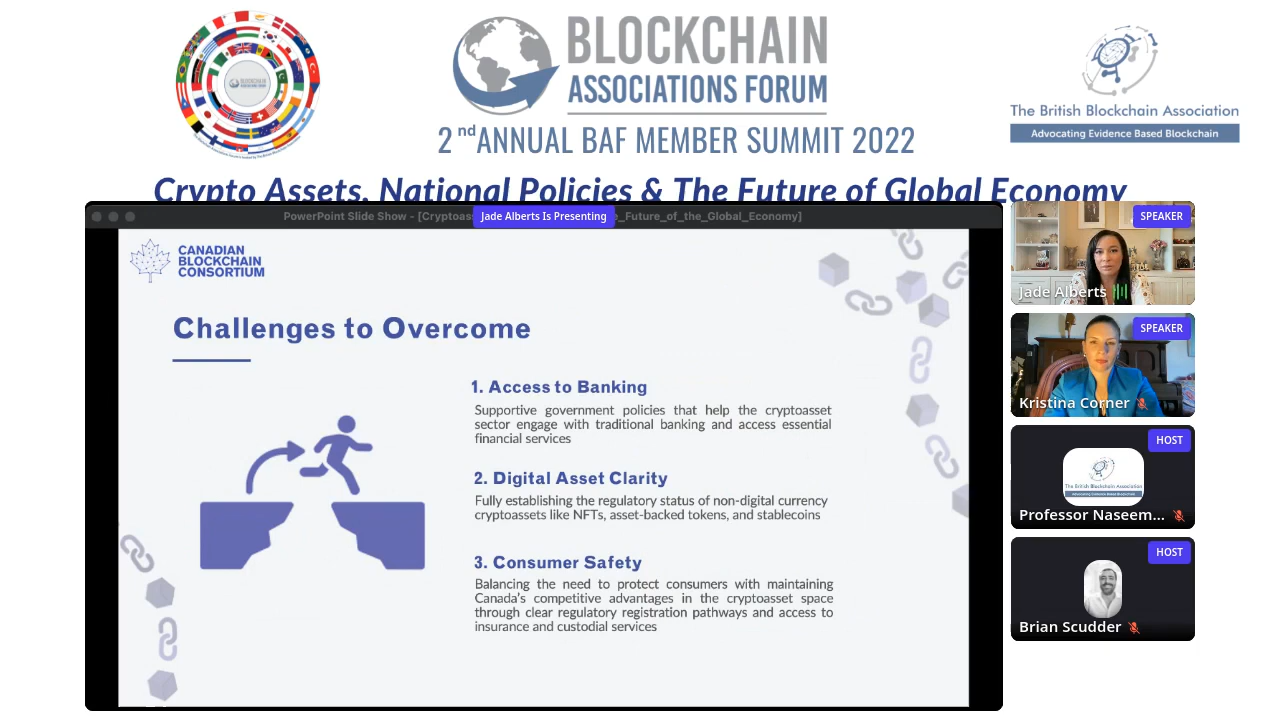 BLOCKCHAIN
ASSOCIATIONS FORUM
2nd ANNUAL BAF MEMBER SUMMIT 2022
The British Blockchain Association
Advocating Evidence Based Blockchain
Crypto Assets, National Policies & The Future of Global Economy
PowerPoint Slide Show - [Cryptoas
Jade Alberts Is Presenting
e_Future_of_the_Global_Economy]
CANADIAN
BLOCKCHAIN
CONSORTIUM
Challenges to Overcome
1. Access to Banking
Supportive government policies that help the cryptoasset
sector engage with traditional banking and access essential
financial services
2. Digital Asset Clarity
Fully establishing the regulatory status of non-digital currency
cryptoassets like NFTs, asset-backed tokens, and stablecoins
3. Consumer Safety
Balancing the need to protect consumers with maintaining
Canada's competitive advantages in the cryptoasset space
through clear regulatory registration pathways and access to
insurance and custodial services
SPEAKER
Jade Alberts
SPEAKER
Kristina Corner
HOST
The British Blockchain Association
Professor Naseem...
HOST
Brian Scudder